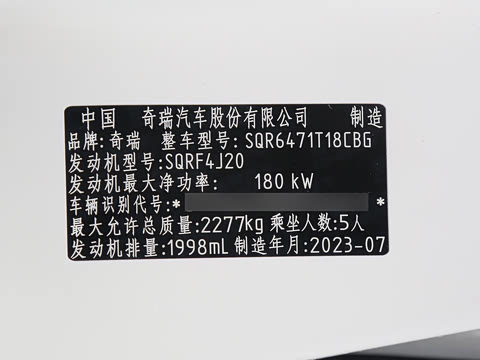 中国 奇瑞汽车股份有限公司 制造
品牌:奇瑞 整车型号:SQR6471T18CBG
发动机型号:SQRF4J20
发动机最大净功率: 180 kW
车辆识别代号:* *
最大允许总质量:2277kg 乘坐人数:5人
发动机排量:1998mL 制造年月:2023-07